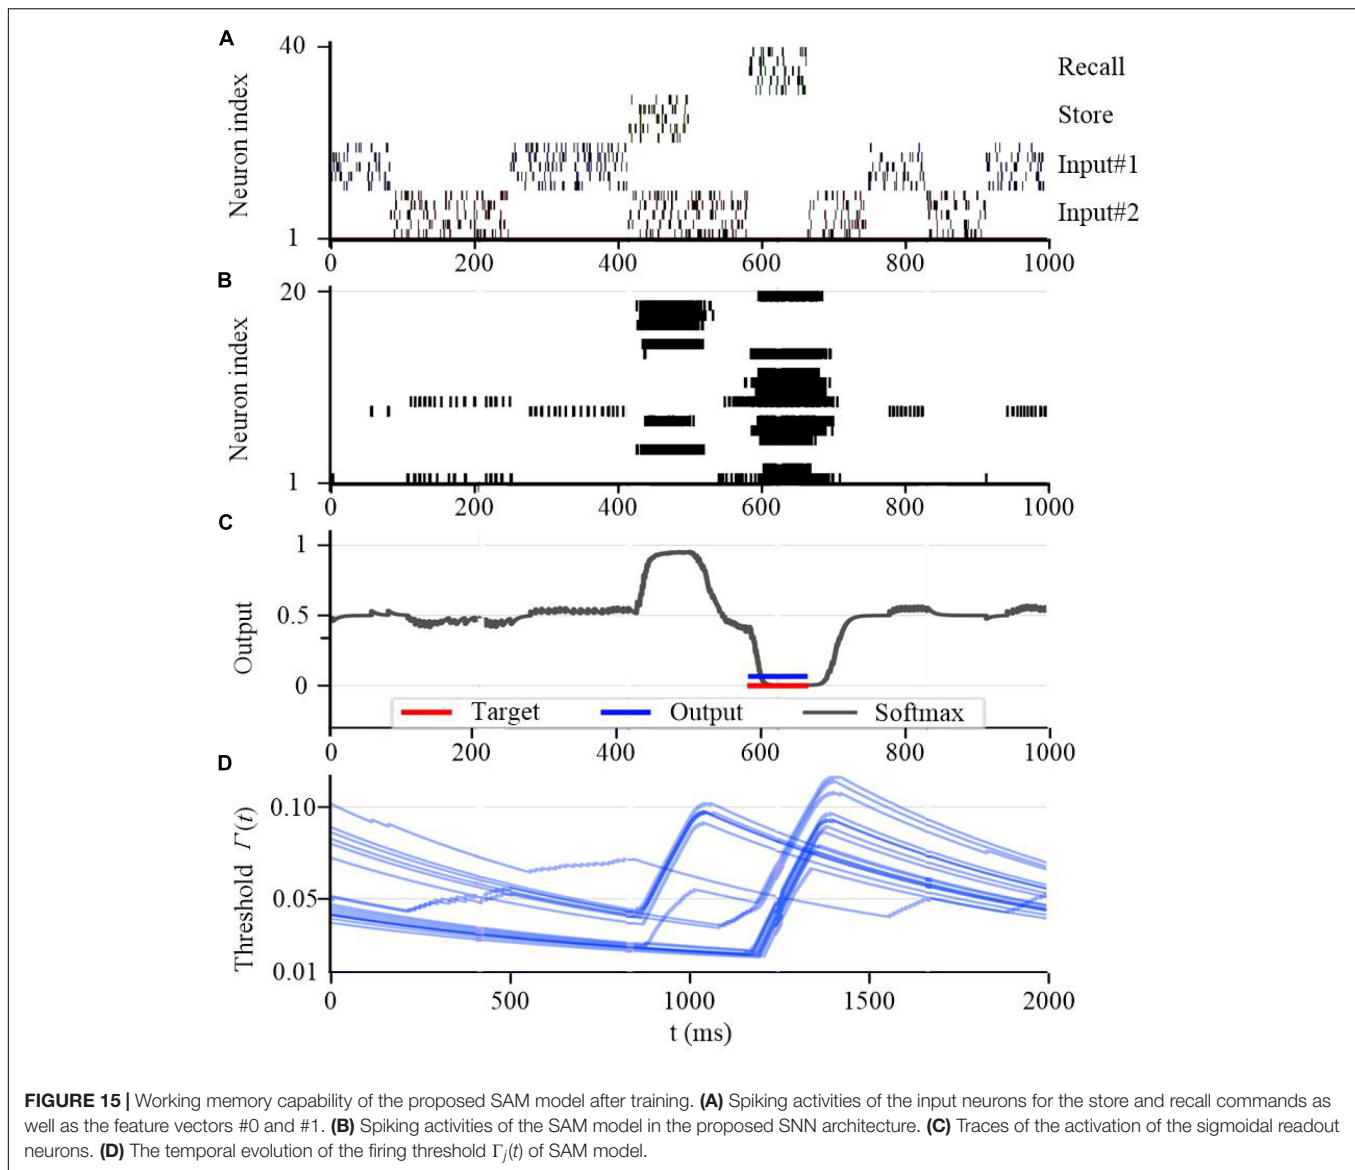 A
40
Neuron index
1
Recall
Store
Input#1
Input#2
0 200 400 600 800 1000
B
20
Neuron index
1
0 200 400 600 800 1000
C
1
0.5
0
Output
Target Output Softmax
0 200 400 600 800 1000
D
0.10
0.05
0.01
Threshold Γ(t)
0 500 1000 1500 2000
t (ms)
FIGURE 15 | Working memory capability of the proposed SAM model after training. (A) Spiking activities of the input neurons for the store and recall commands as
well as the feature vectors #0 and #1. (B) Spiking activities of the SAM model in the proposed SNN architecture. (C) Traces of the activation of the sigmoidal readout
neurons. (D) The temporal evolution of the firing threshold Γj(t) of SAM model.